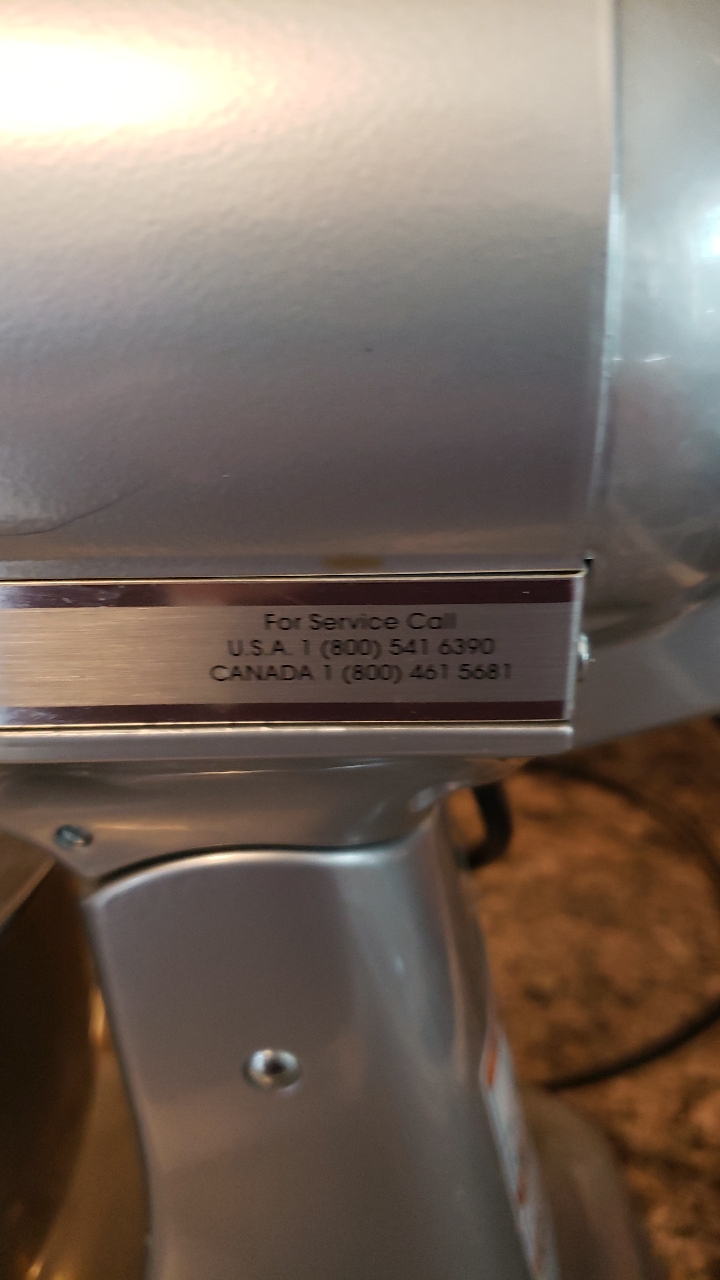 For Service Call
U.S.A. 1 (800) 541 6390
CANADA 1 (800) 461 5681